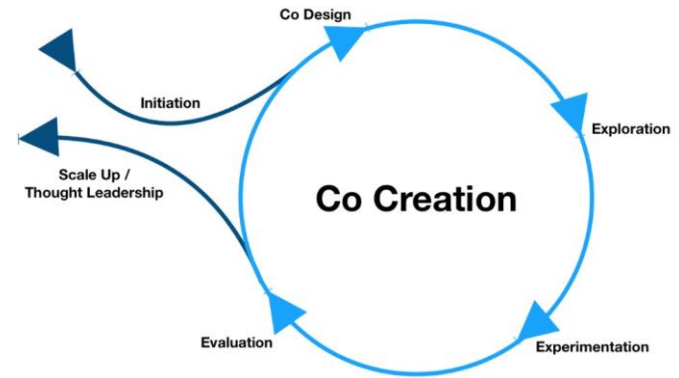 Co Design
Initiation
Exploration
Scale Up /
Thought Leadership
Co Creation
Evaluation
Experimentation